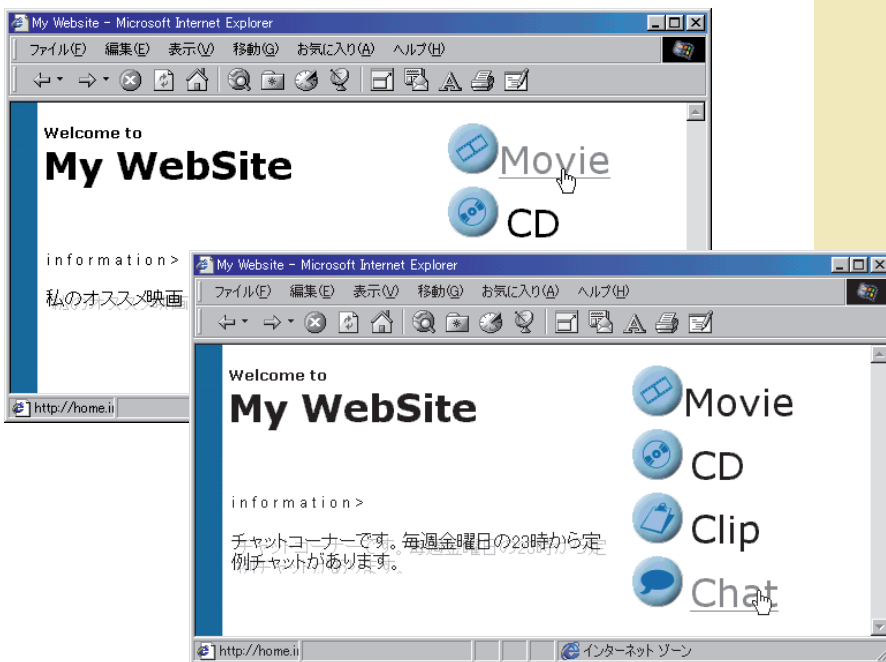 My Website - Microsoft Internet Explorer
ファイル(F) 編集(E) 表示(V) 移動(G) お気に入り(A) ヘルプ(H)
Welcome to
My WebSite
Movie
CD
information>
私のオススメ映画
http://home.ii
My Website - Microsoft Internet Explorer
ファイル(F) 編集(E) 表示(V) 移動(G) お気に入り(A) ヘルプ(H)
Welcome to
My WebSite
Movie
CD
Clip
Chat
information>
チャットコーナーです。毎週金曜日の23時から定
例チャットがあります。
http://home.ii
インターネット ゾーン